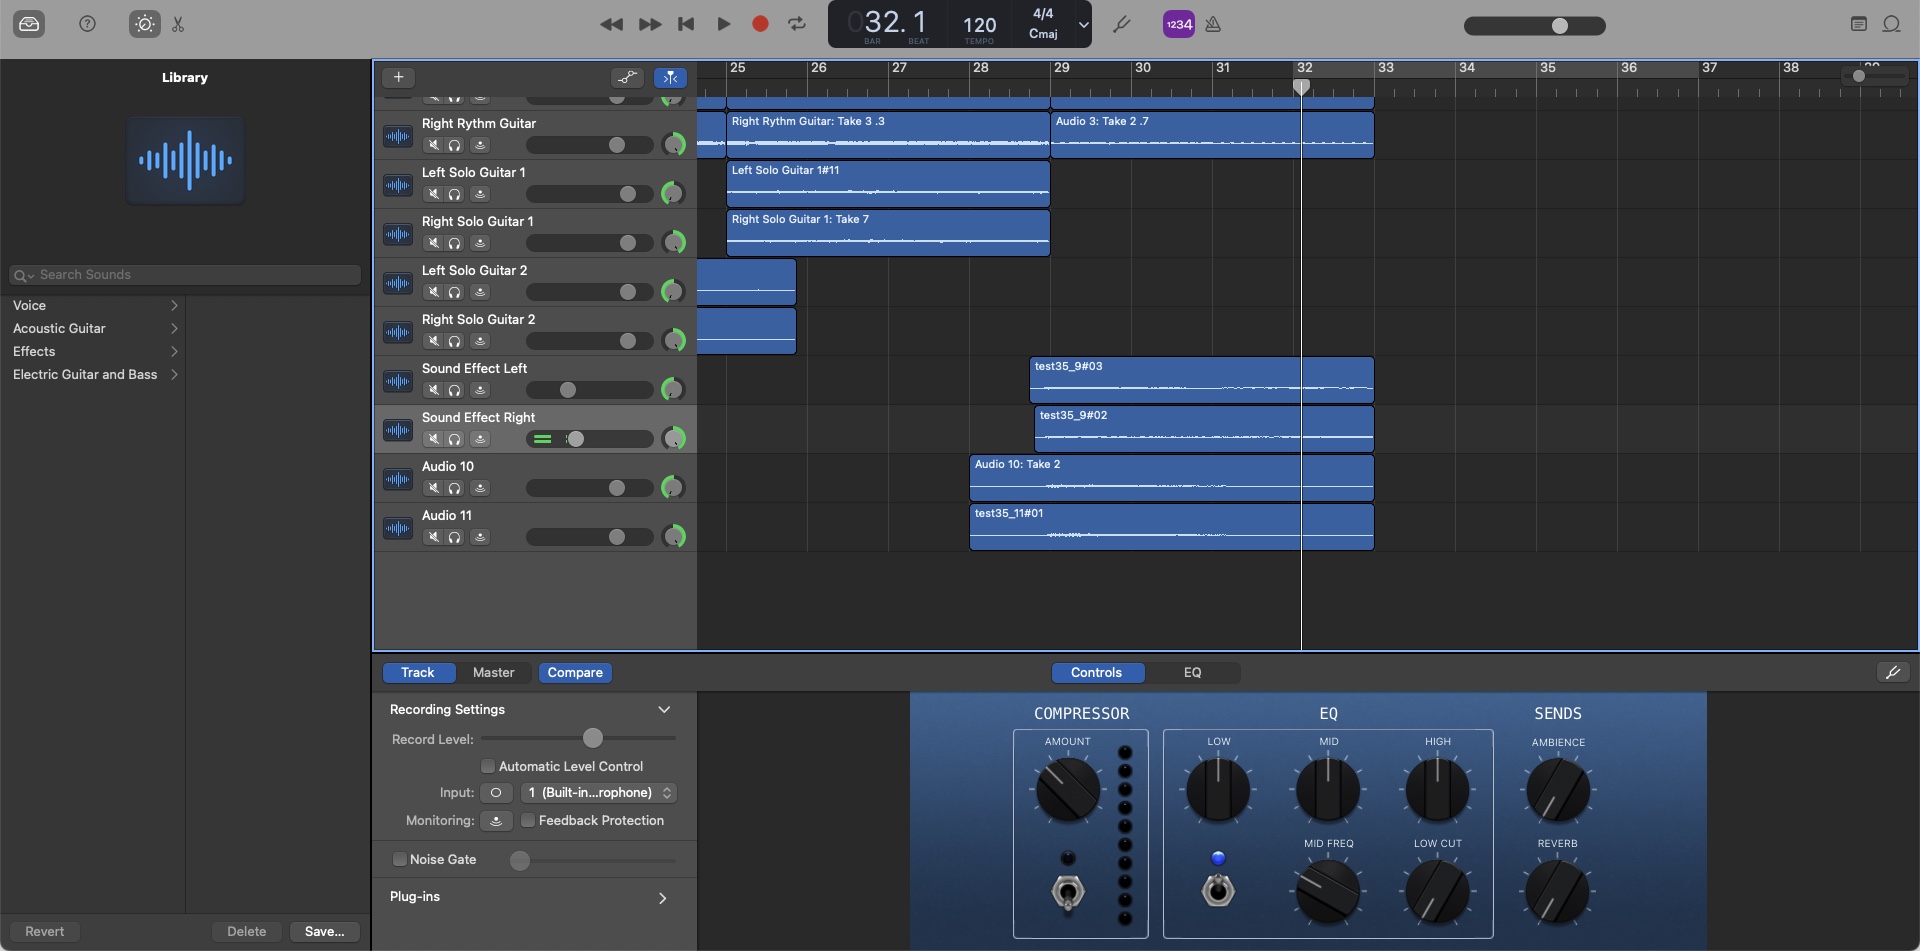 032. 1
BAR
BEAT
120
TEMPO
4/4
Cmaj
1234
Library
Search Sounds
Voice
Acoustic Guitar
Effects
Electric Guitar and Bass
Revert
Delete
Save...
25 26 27 28 29 30 31 32 33 34 35 36 37 38
Right Rythm Guitar
Right Rythm Guitar: Take 3 .3
Audio 3: Take 2 .7
Left Solo Guitar 1
Left Solo Guitar 1#11
Right Solo Guitar 1
Right Solo Guitar 1: Take 7
Left Solo Guitar 2
Right Solo Guitar 2
Sound Effect Left
test35_9#03
Sound Effect Right
test35_9#02
Audio 10
Audio 10: Take 2
Audio 11
test35_11#01
Track
Master
Compare
Controls
EQ
Recording Settings
Record Level:
Automatic Level Control
Input:
1 (Built-in...rophone)
Monitoring:
Feedback Protection
Noise Gate
Plug-ins
COMPRESSOR
AMOUNT
EQ
LOW
MID
HIGH
MID FREQ
LOW CUT
SENDS
AMBIENCE
REVERB